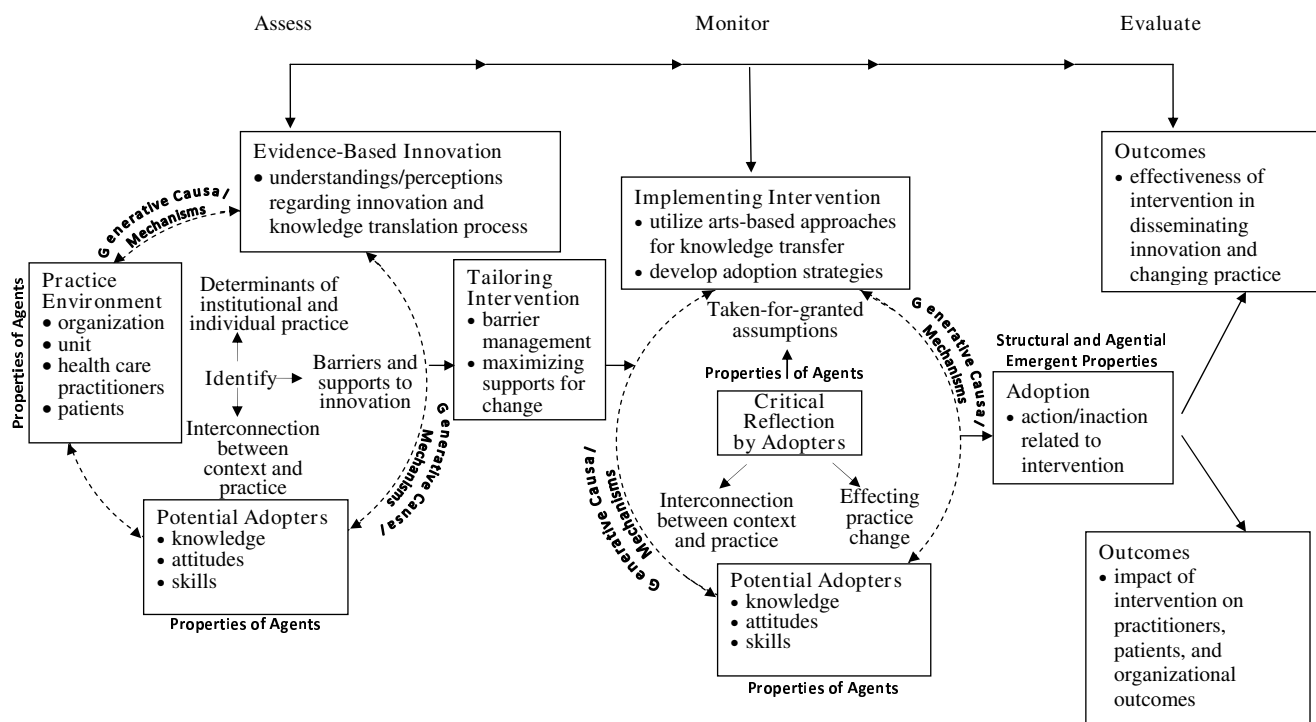 Assess
Monitor
Evaluate
Evidence-Based Innovation
• understandings/perceptions
regarding innovation and
knowledge translation process
Generative Causal
Mechanisms
Properties of Agents
Practice
Environment
• organization
• unit
• health care
practitioners
• patients
Determinants of
institutional and
individual practice
Identify
Barriers and
supports to
innovation
Interconnection
between
context and
practice
Generative Causal
Mechanisms
Potential Adopters
• knowledge
• attitudes
• skills
Properties of Agents
Tailoring
Intervention
• barrier
management
• maximizing
supports for
change
Implementing Intervention
• utilize arts-based approaches
for knowledge transfer
• develop adoption strategies
Taken-for-granted
assumptions
Properties of Agents
Critical
Reflection
by Adopters
Interconnection
between context
and practice
Effecting
practice
change
Generative Causal
Mechanisms
Generative Causal
Mechanisms
Potential Adopters
• knowledge
• attitudes
• skills
Properties of Agents
Structural and Agential
Emergent Properties
Adoption
• action/inaction
related to
intervention
Outcomes
• effectiveness of
intervention in
disseminating
innovation and
changing practice
Outcomes
• impact of
intervention on
practitioners,
patients, and
organizational
outcomes